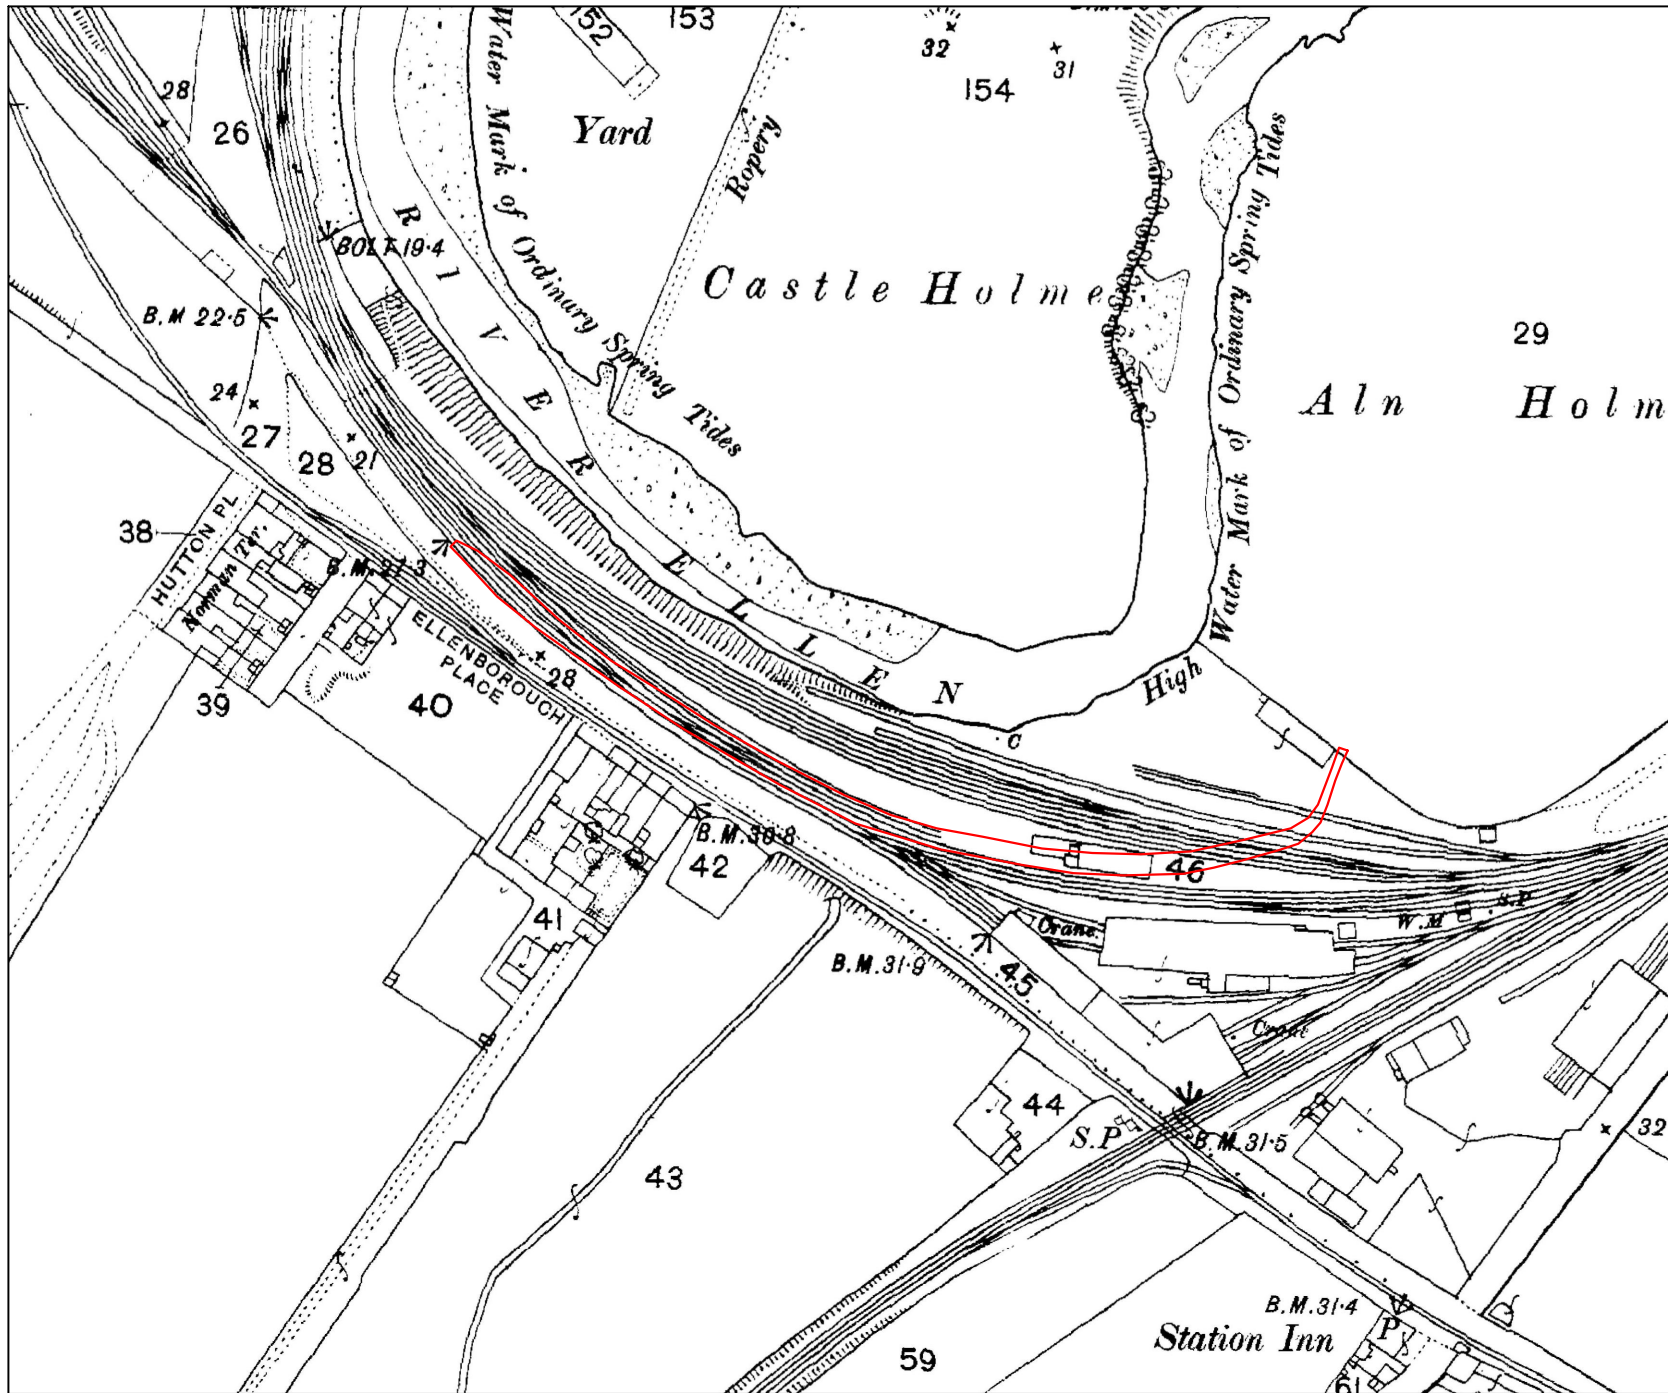 152
153
32
31
154
28
26
Yard
Ropery
Water Mark of Ordinary Spring Tides
BOLT 19·4
RIVER ELLEN
Castle Holme
B.M 22·5
29
Aln Holm
Water Mark of Ordinary Spring Tides
High
24
27
28
21
38
HUTTON PL
Norman Ter.
B.M. 27·3
39
40
ELLENBOROUGH
PLACE
28
C
B.M.30·8
42
46
41
Crane
W.M
S.P
B.M.31·9
45
44
S.P
B.M.31·5
32
43
B.M.31·4
Station Inn
P
59
61